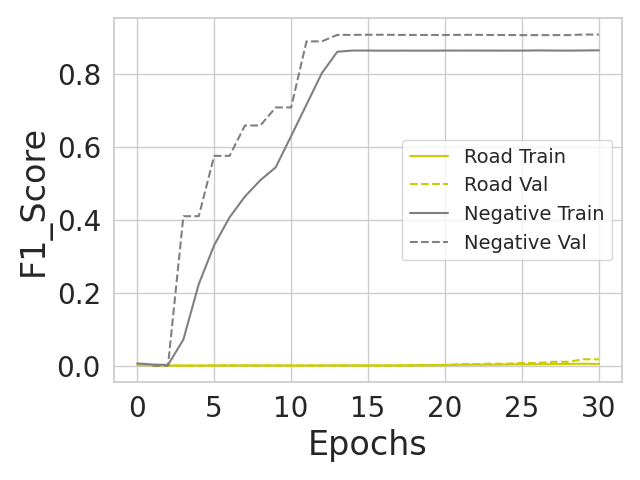 0.8
0.6
0.4
0.2
0.0
F1_Score
0 5 10 15 20 25 30
Epochs
Road Train
Road Val
Negative Train
Negative Val